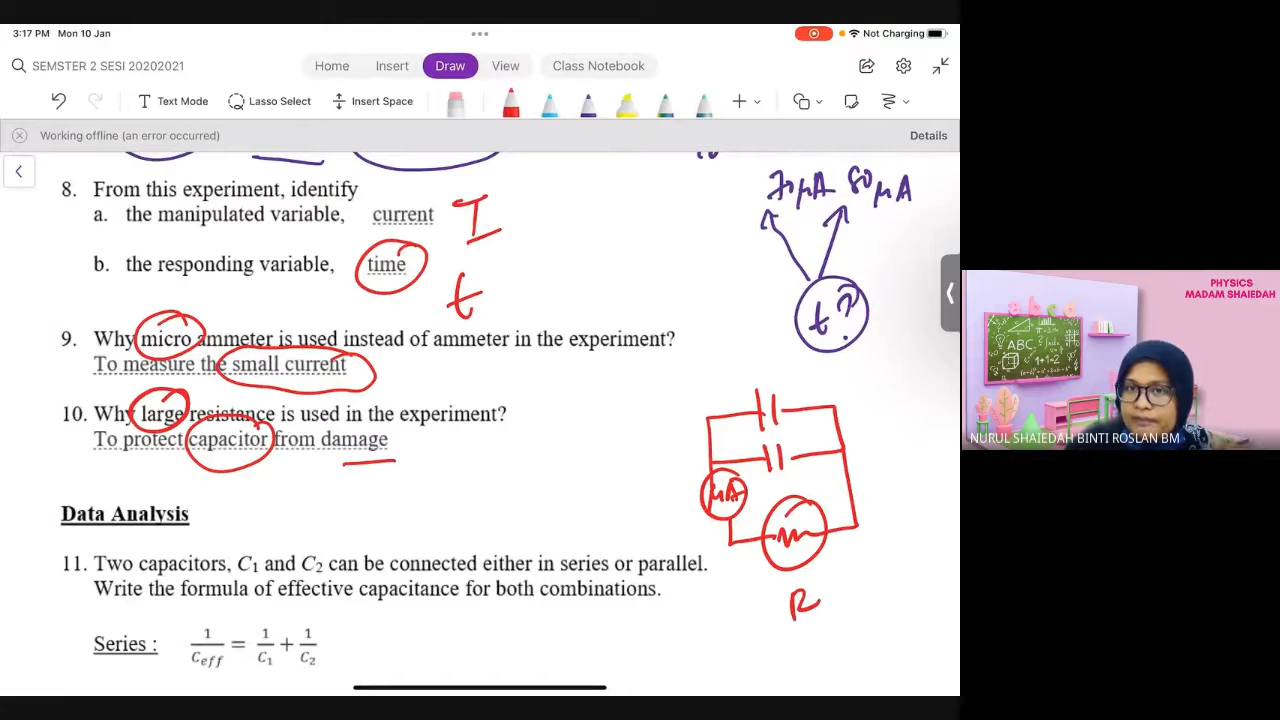 3:17 PM Mon 10 Jan
Not Charging
SEMSTER 2 SESI 20202021
Home Insert Draw View Class Notebook
Text Mode Lasso Select Insert Space
Working offline (an error occurred) Details
8. From this experiment, identify
a. the manipulated variable, current I
b. the responding variable, time t
70μA 80μA
t?
9. Why micro ammeter is used instead of ammeter in the experiment?
To measure the small current
10. Why large resistance is used in the experiment?
To protect capacitor from damage
μA
R
Data Analysis
11. Two capacitors, C1 and C2 can be connected either in series or parallel.
Write the formula of effective capacitance for both combinations.
Series : 1/Ceff = 1/C1 + 1/C2
PHYSICS
MADAM SHAIEDAH
ABC
1+1=2
NURUL SHAIEDAH BINTI ROSLAN BM